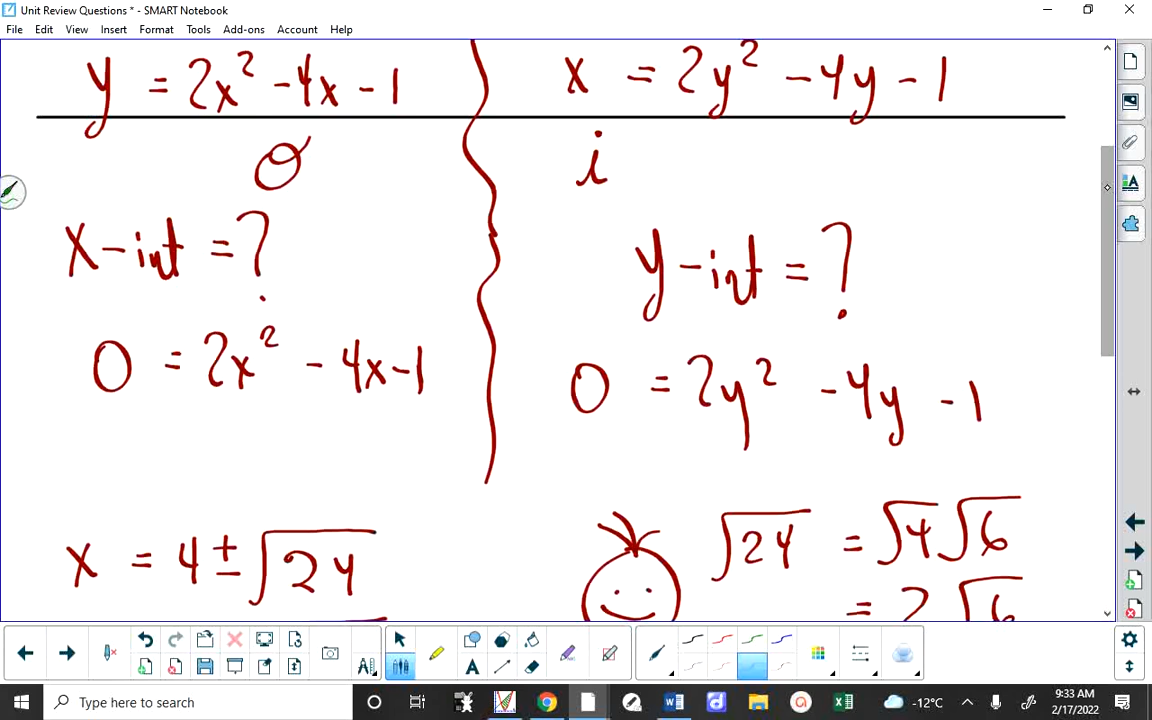 Unit Review Questions * - SMART Notebook
File Edit View Insert Format Tools Add-ons Account Help
y = 2x² - 4x - 1
x = 2y² - 4y - 1
O
i
x-int = ?
y-int = ?
0 = 2x² - 4x - 1
0 = 2y² - 4y - 1
x = 4 ± √24
√24 = √4 √6
= 2 √6
Type here to search
-12°C
9:33 AM
2/17/2022